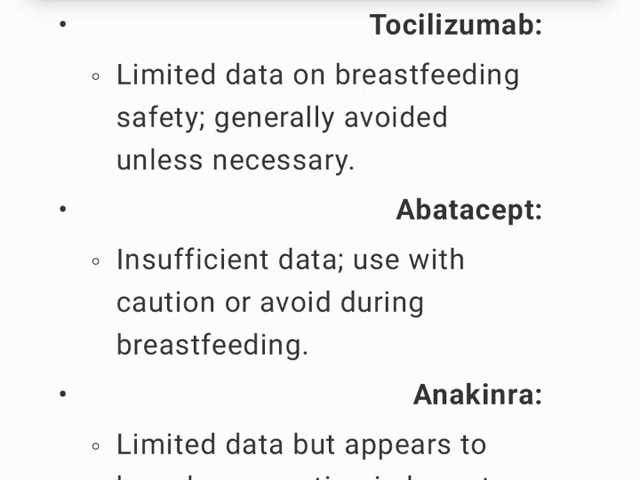 • Tocilizumab:
◦ Limited data on breastfeeding
safety; generally avoided
unless necessary.
• Abatacept:
◦ Insufficient data; use with
caution or avoid during
breastfeeding.
• Anakinra:
◦ Limited data but appears to